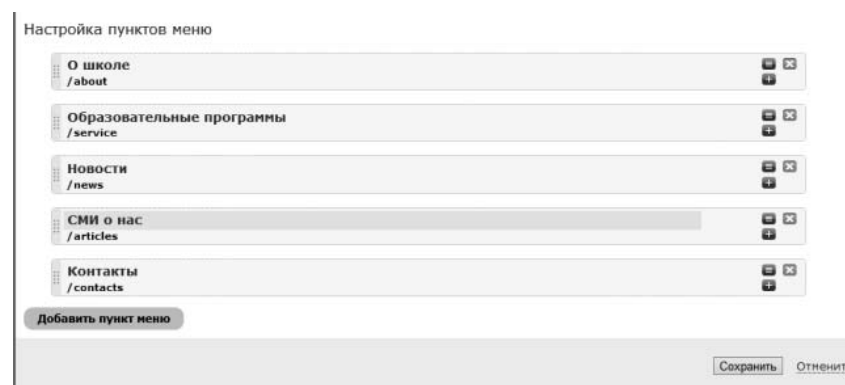 Настройка пунктов меню
О школе
/about
Образовательные программы
/service
Новости
/news
СМИ о нас
/articles
Контакты
/contacts
Добавить пункт меню
Сохранить Отменит